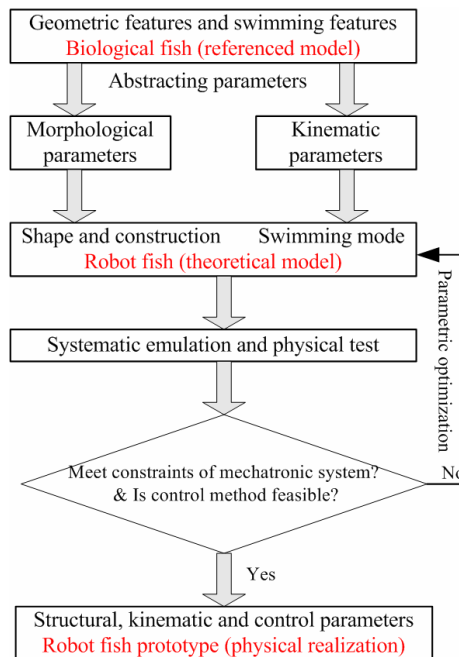 Geometric features and swimming features
Biological fish (referenced model)
Abstracting parameters
Morphological
parameters
Kinematic
parameters
Shape and construction Swimming mode
Robot fish (theoretical model)
Parametric optimization
Systematic emulation and physical test
Meet constraints of mechatronic system?
& Is control method feasible?
No
Yes
Structural, kinematic and control parameters
Robot fish prototype (physical realization)